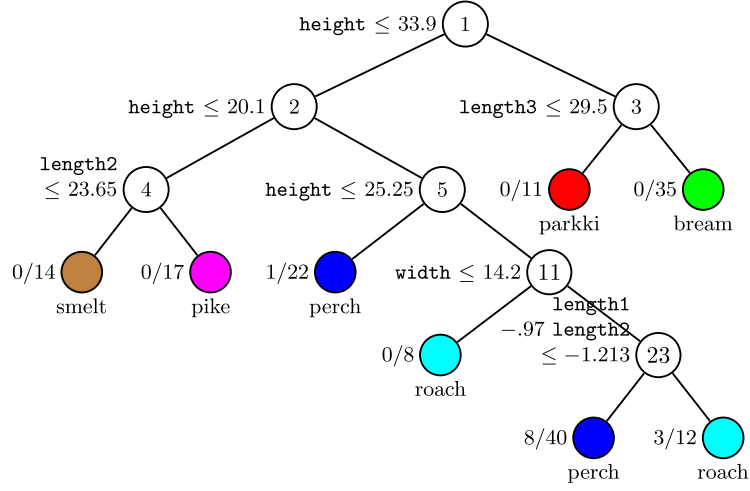 height ≤ 33.9 1
height ≤ 20.1 2
length3 ≤ 29.5 3
length2
≤ 23.65 4
height ≤ 25.25 5
0/11
parkki
0/35
bream
0/14
smelt
0/17
pike
1/22
perch
width ≤ 14.2 11
0/8
roach
length1
−.97 length2
≤ −1.213 23
8/40
perch
3/12
roach